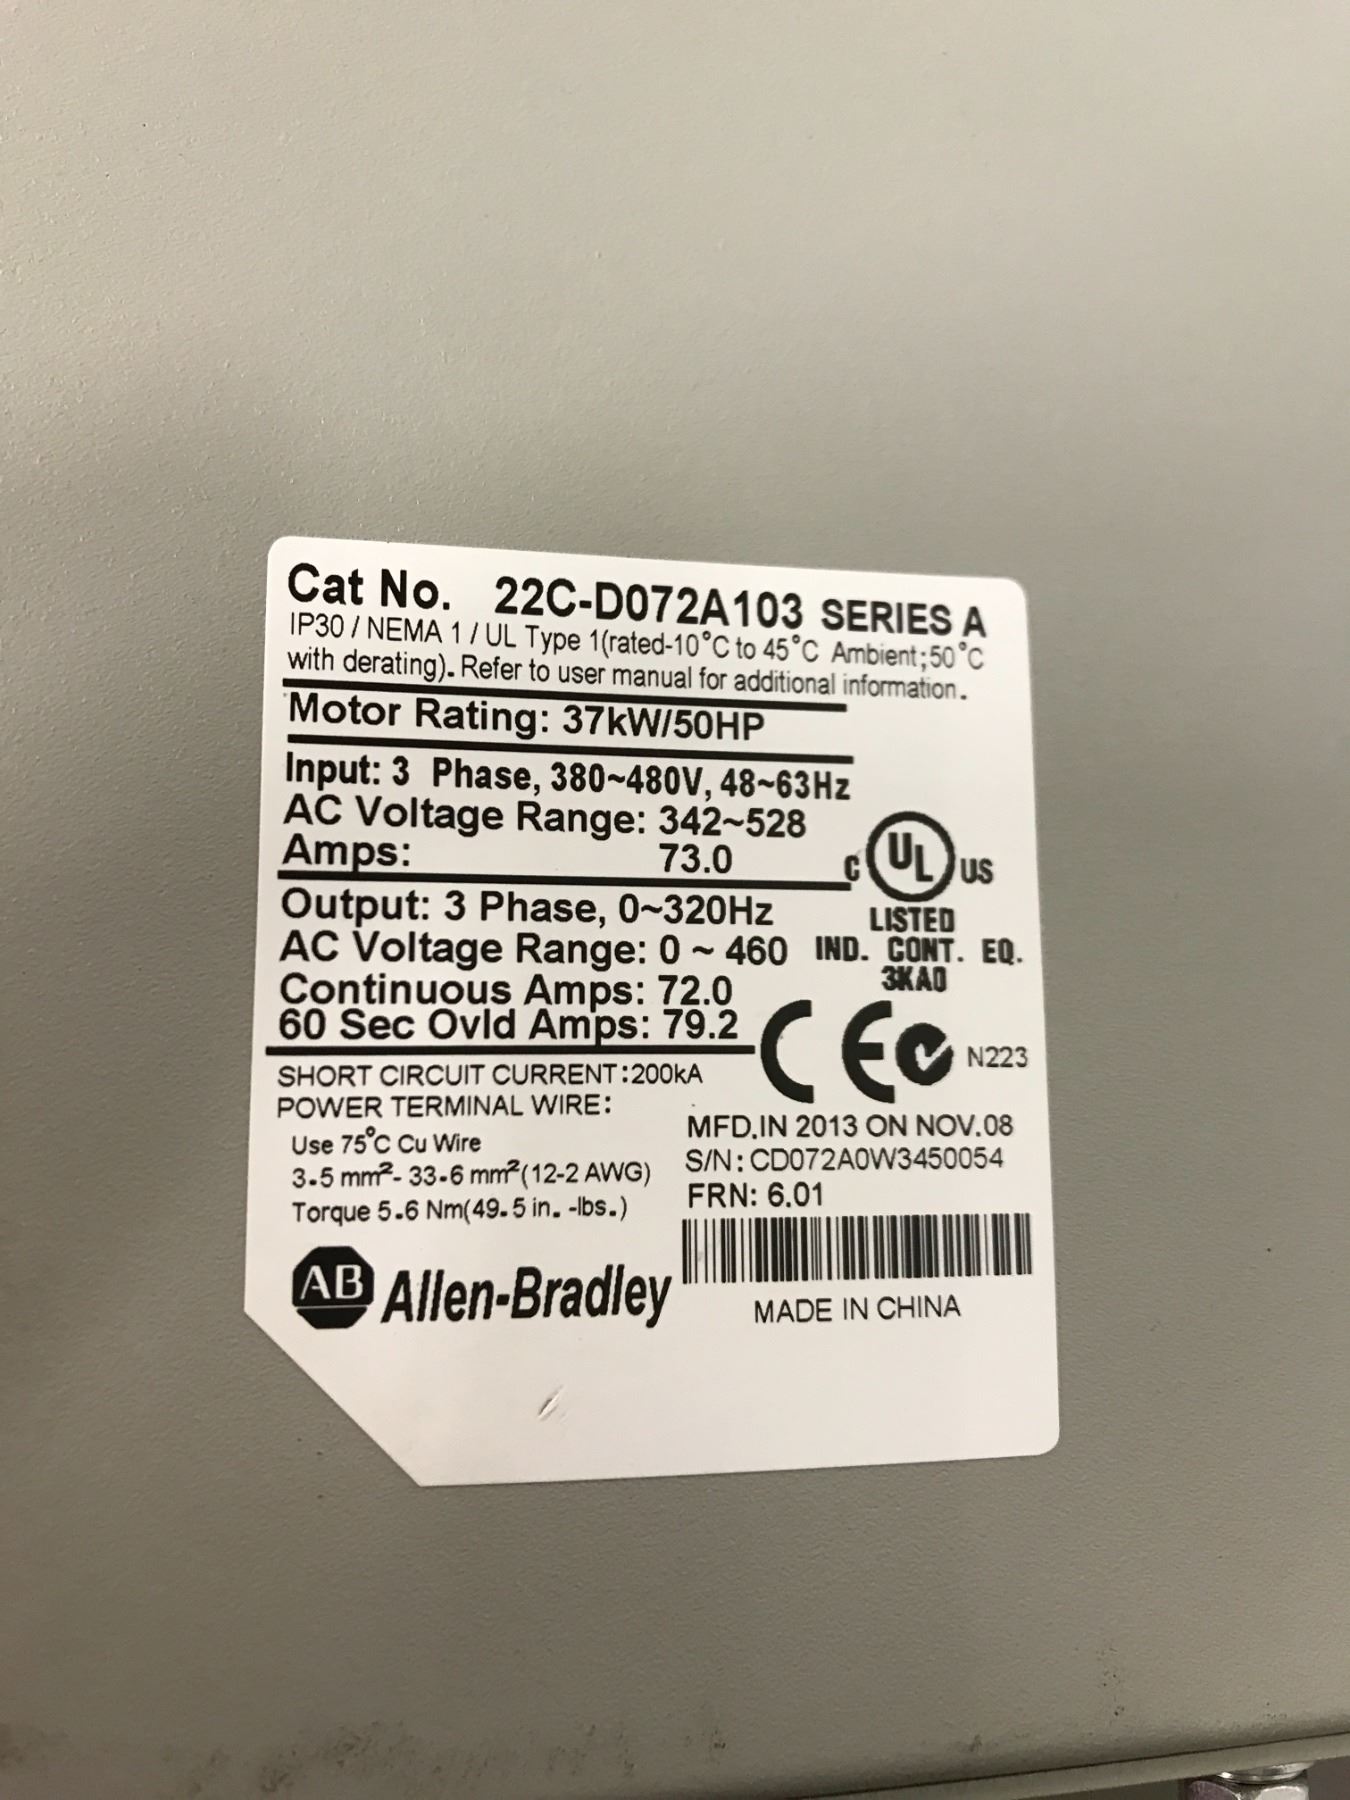 Cat No. 22C-D072A103 SERIES A
IP30 / NEMA 1 / UL Type 1(rated-10°C to 45°C Ambient;50°C
with derating). Refer to user manual for additional information.
Motor Rating: 37kW/50HP
Input: 3 Phase, 380~480V, 48~63Hz
AC Voltage Range: 342~528
Amps: 73.0
C UL US
LISTED
IND. CONT. EQ.
3KA0
Output: 3 Phase, 0~320Hz
AC Voltage Range: 0 ~ 460
Continuous Amps: 72.0
60 Sec Ovld Amps: 79.2
CE N223
SHORT CIRCUIT CURRENT:200kA
POWER TERMINAL WIRE:
Use 75°C Cu Wire
3.5 mm²- 33.6 mm²(12-2 AWG)
Torque 5.6 Nm(49.5 in. -lbs.)
MFD.IN 2013 ON NOV.08
S/N: CD072A0W3450054
FRN: 6.01
AB Allen-Bradley
MADE IN CHINA